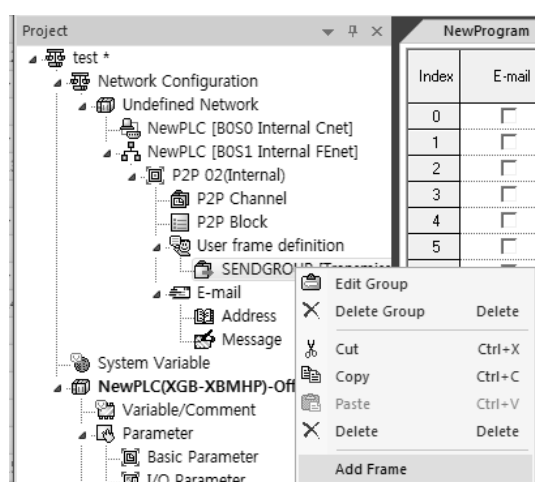 Project
NewProgram
test *
Network Configuration
Undefined Network
NewPLC [B0S0 Internal Cnet]
NewPLC [B0S1 Internal FEnet]
P2P 02(Internal)
P2P Channel
P2P Block
User frame definition
SENDGROUP
E-mail
Address
Message
System Variable
NewPLC(XGB-XBMHP)-Off
Variable/Comment
Parameter
Basic Parameter
I/O Parameter
Index E-mail
0
1
2
3
4
5
Edit Group
Delete Group Delete
Cut Ctrl+X
Copy Ctrl+C
Paste Ctrl+V
Delete Delete
Add Frame